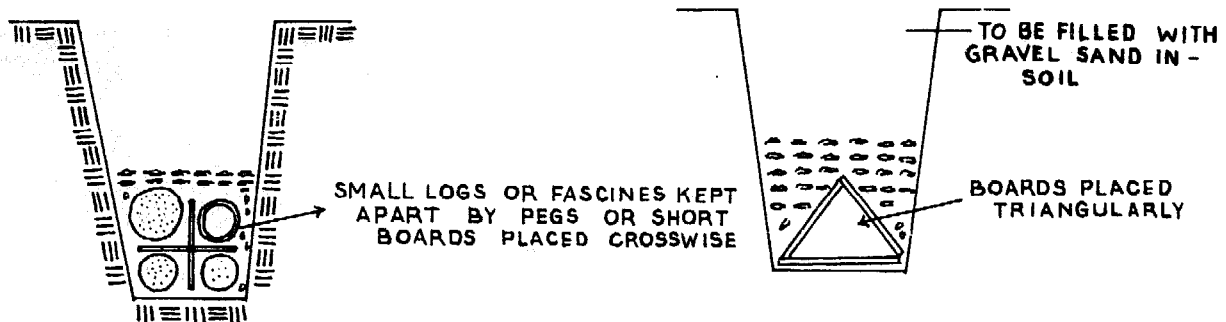 SMALL LOGS OR FASCINES KEPT
APART BY PEGS OR SHORT
BOARDS PLACED CROSSWISE
TO BE FILLED WITH
GRAVEL SAND IN-
SOIL
BOARDS PLACED
TRIANGULARLY